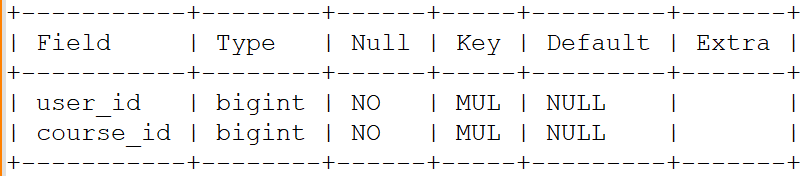 +-----------+--------+------+-----+---------+-------+
| Field     | Type   | Null | Key | Default | Extra |
+-----------+--------+------+-----+---------+-------+
| user_id   | bigint | NO   | MUL | NULL    |       |
| course_id | bigint | NO   | MUL | NULL    |       |
+-----------+--------+------+-----+---------+-------+